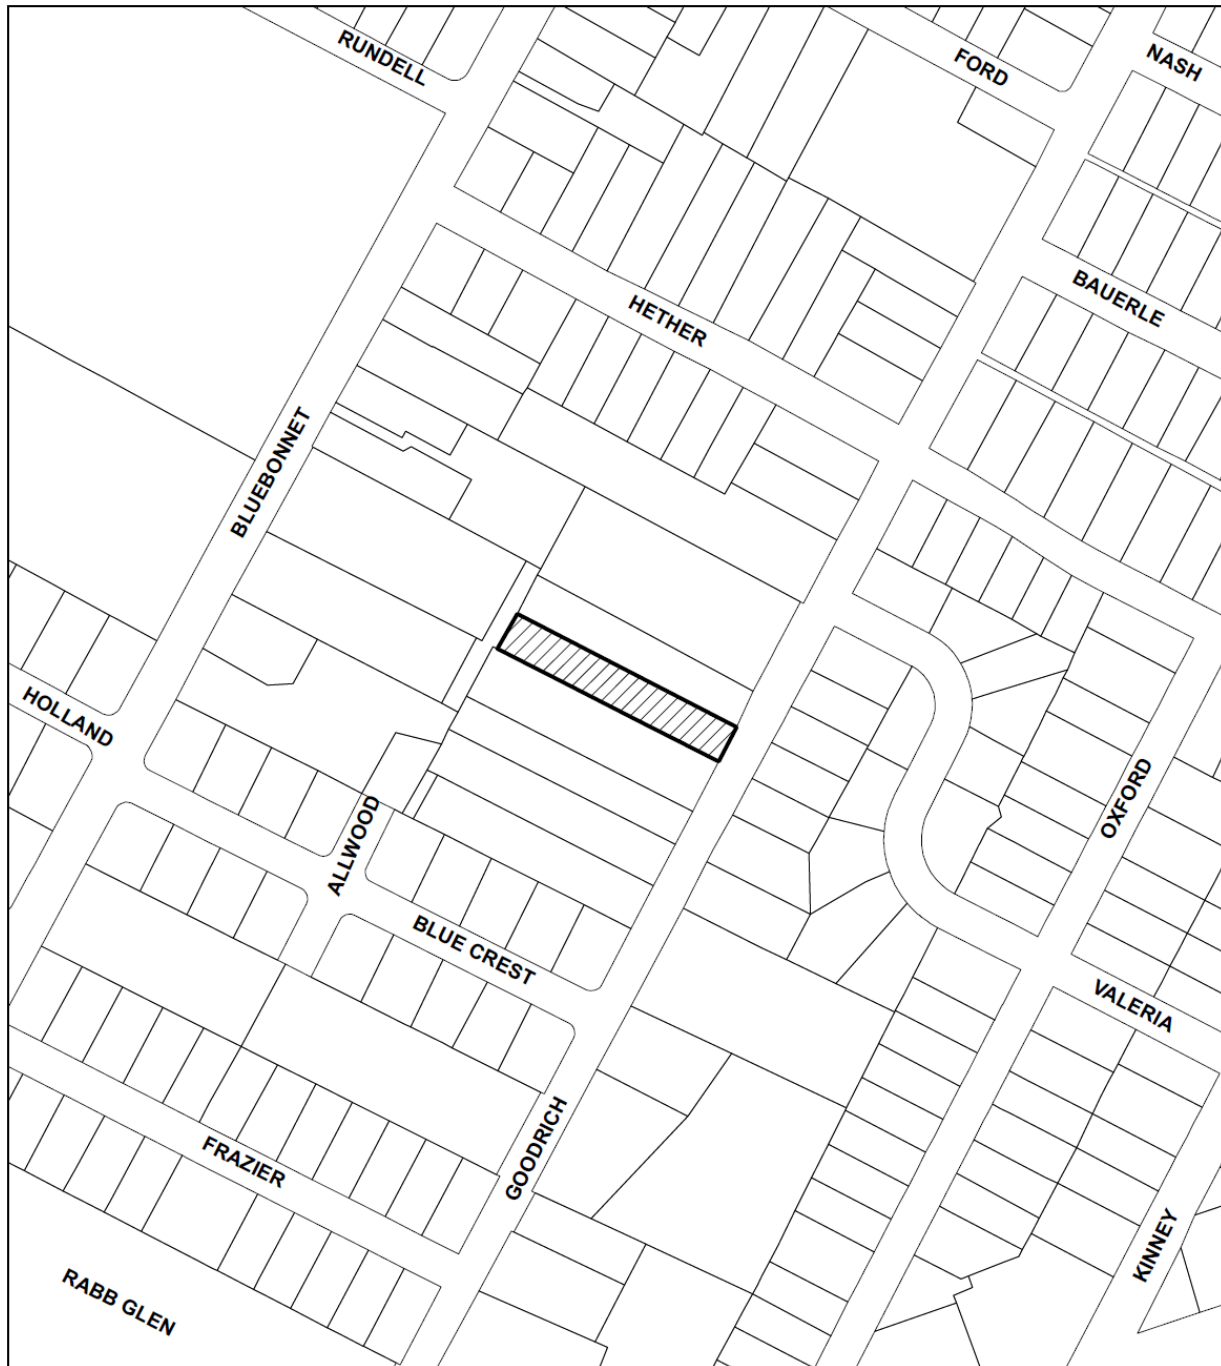 RUNDELL
FORD
NASH
BAUERLE
HETHER
BLUEBONNET
HOLLAND
ALLWOOD
OXFORD
BLUE CREST
VALERIA
GOODRICH
FRAZIER
KINNEY
RABB GLEN